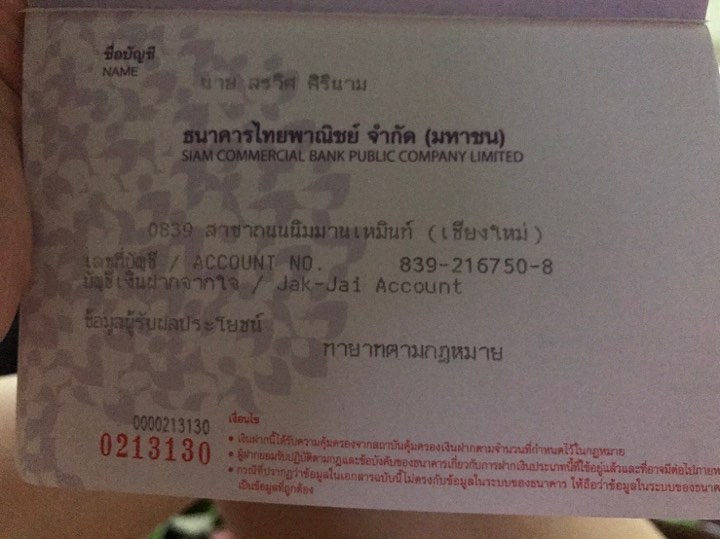 ชื่อบัญชี
NAME
นาย สรวิศ ศิรินาม
ธนาคารไทยพาณิชย์ จำกัด (มหาชน)
SIAM COMMERCIAL BANK PUBLIC COMPANY LIMITED
0839 สาขาถนนนิมมานเหมินท์ (เชียงใหม่)
เลขที่บัญชี / ACCOUNT NO. 839-216750-8
บัญชีเงินฝากจากใจ / Jak-Jai Account
ข้อมูลผู้รับผลประโยชน์
ทายาทตามกฎหมาย
0000213130
0213130
เงื่อนไข
• เงินฝากนี้ได้รับความคุ้มครองจากสถาบันคุ้มครองเงินฝากตามจำนวนที่กำหนดไว้ในกฎหมาย
• ผู้ฝากยอมรับปฏิบัติตามกฎและข้อบังคับของธนาคารเกี่ยวกับการฝากเงินประเภทนี้ที่ใช้อยู่แล้วและที่อาจมีต่อไปภาย
• กรณีที่ปรากฏว่าข้อมูลในเอกสารฉบับนี้ไม่ตรงกับข้อมูลในระบบของธนาคาร ให้ถือว่าข้อมูลในระบบของธนาค
เป็นข้อมูลที่ถูกต้อง